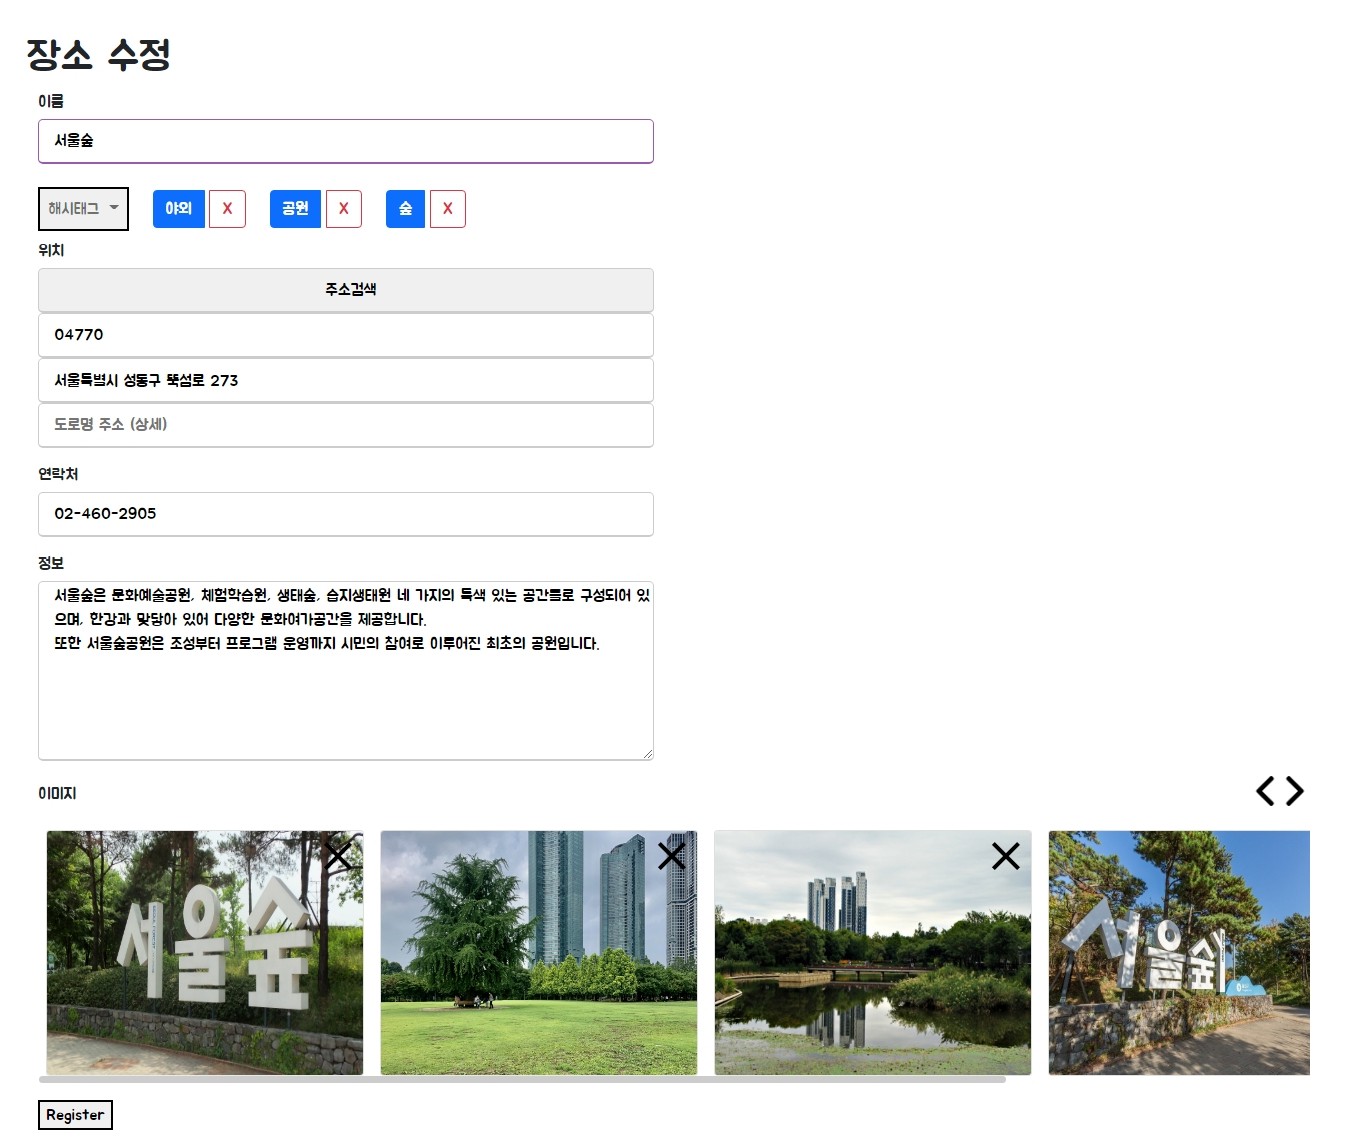 장소 수정
이름
서울숲
해시태그 야외 X 공원 X 숲 X
위치
주소검색
04770
서울특별시 성동구 뚝섬로 273
도로명 주소 (상세)
연락처
02-460-2905
정보
서울숲은 문화예술공원, 체험학습원, 생태숲, 습지생태원 네 가지의 특색 있는 공간들로 구성되어 있
으며, 한강과 맞닿아 있어 다양한 문화여가공간을 제공합니다.
또한 서울숲공원은 조성부터 프로그램 운영까지 시민의 참여로 이루어진 최초의 공원입니다.
이미지
서울숲
서울숲
Register